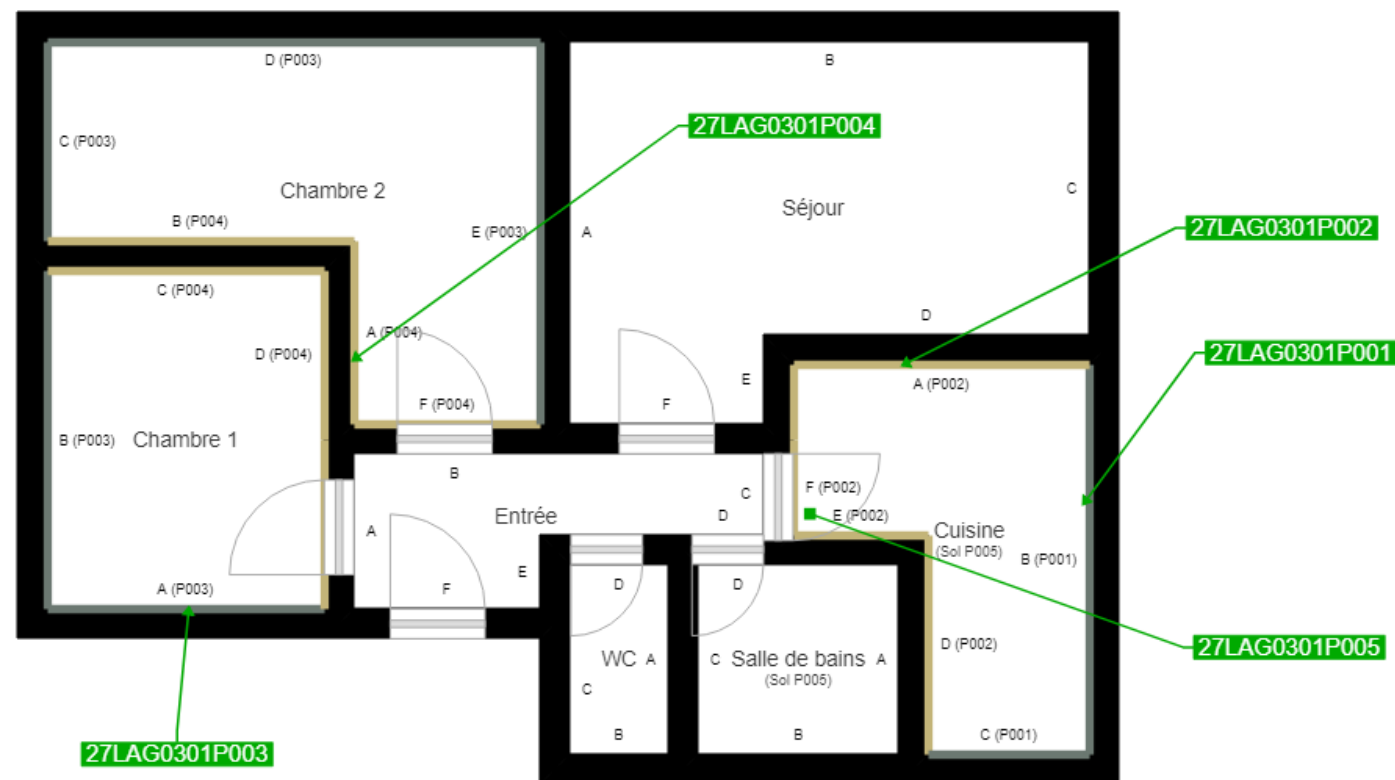 D (P003)
B
27LAG0301P004
C (P003)
Chambre 2
C
Séjour
B (P004)
27LAG0301P002
E (P003)
A
C (P004)
D
A (P004)
D (P004)
27LAG0301P001
E
A (P002)
F (P004)
F
B (P003)
Chambre 1
B
F (P002)
C
Entrée
D
E (P002)
A
Cuisine
(Sol P005)
B (P001)
E
D
D
A (P003)
F
D (P002)
27LAG0301P005
WC
A
C
Salle de bains
A
(Sol P005)
C
B
B
C (P001)
27LAG0301P003